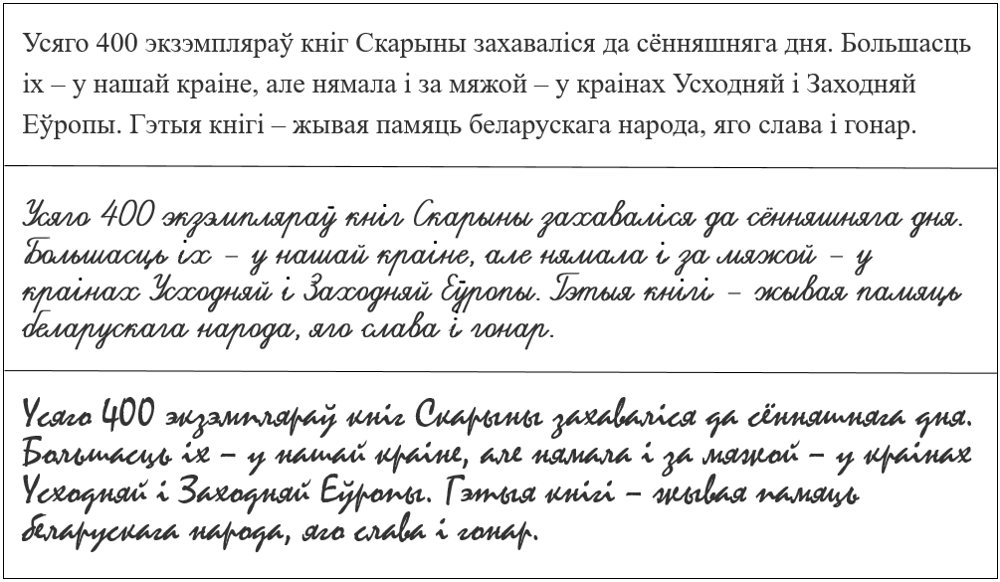 Усяго 400 экзэмпляраў кніг Скарыны захаваліся да сённяшняга дня. Большасць
іх – у нашай краіне, але нямала і за мяжой – у краінах Усходняй і Заходняй
Еўропы. Гэтыя кнігі – жывая памяць беларускага народа, яго слава і гонар.
Усяго 400 экзэмпляраў кніг Скарыны захаваліся да сённяшняга дня.
Большасць іх – у нашай краіне, але нямала і за мяжой – у
краінах Усходняй і Заходняй Еўропы. Гэтыя кнігі – жывая памяць
беларускага народа, яго слава і гонар.
Усяго 400 экзэмпляраў кніг Скарыны захаваліся да сённяшняга дня.
Большасць іх – у нашай краіне, але нямала і за мяжой – у краінах
Усходняй і Заходняй Еўропы. Гэтыя кнігі – жывая памяць
беларускага народа, яго слава і гонар.